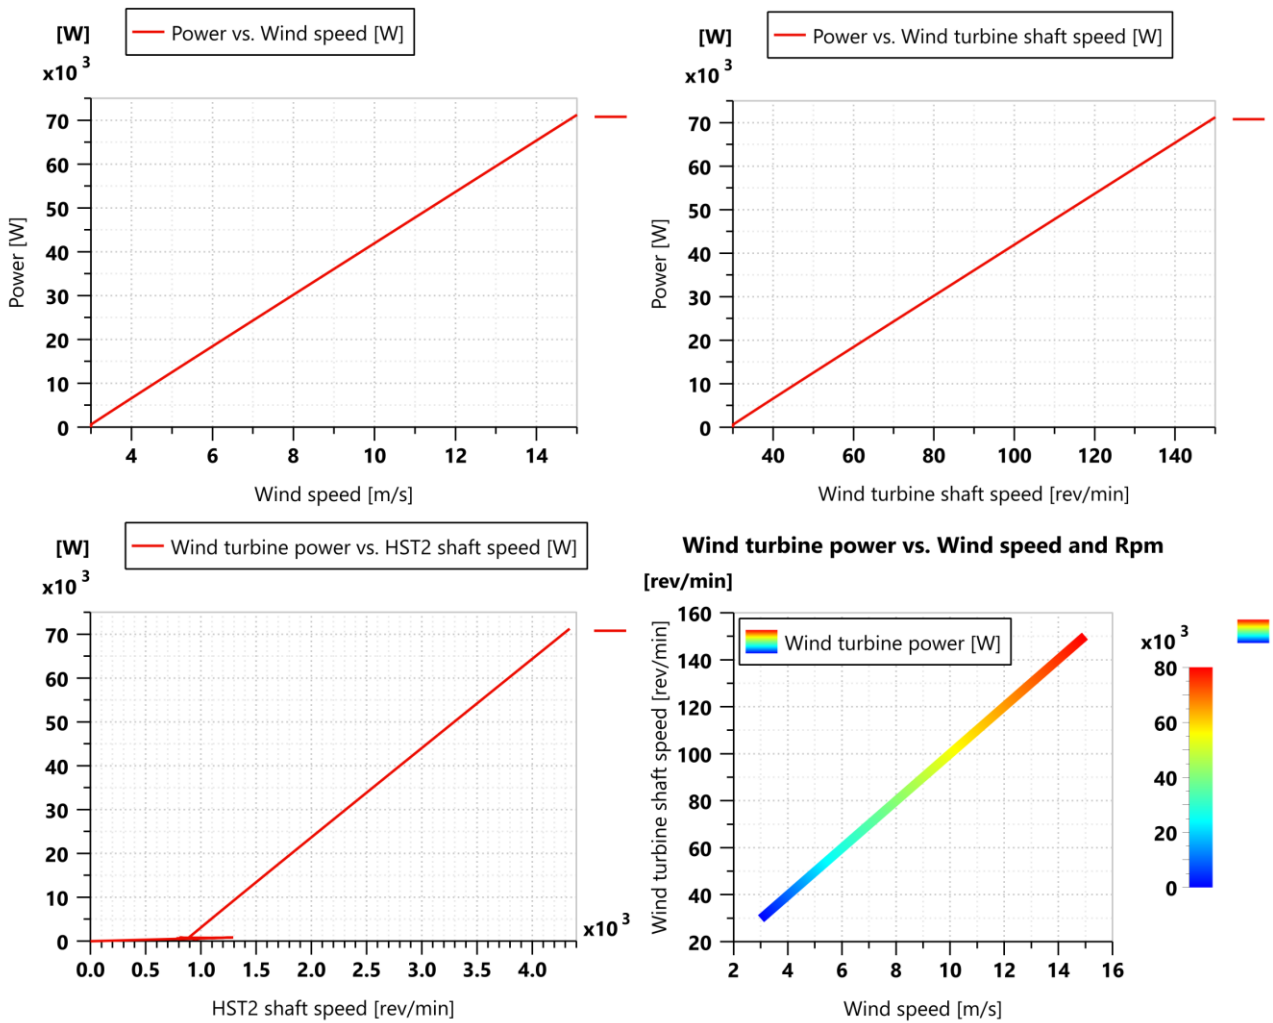 [W]
Power vs. Wind speed [W]
x10 3
70
60
50
40
30
20
10
0
Power [W]
4 6 8 10 12 14
Wind speed [m/s]
[W]
Power vs. Wind turbine shaft speed [W]
x10 3
70
60
50
40
30
20
10
0
Power [W]
40 60 80 100 120 140
Wind turbine shaft speed [rev/min]
[W]
Wind turbine power vs. HST2 shaft speed [W]
x10 3
70
60
50
40
30
20
10
0
0.0 0.5 1.0 1.5 2.0 2.5 3.0 3.5 4.0
x10 3
HST2 shaft speed [rev/min]
Wind turbine power vs. Wind speed and Rpm
[rev/min]
Wind turbine power [W]
160
140
120
100
80
60
40
20
Wind turbine shaft speed [rev/min]
2 4 6 8 10 12 14 16
Wind speed [m/s]
x10 3
80
60
40
20
0